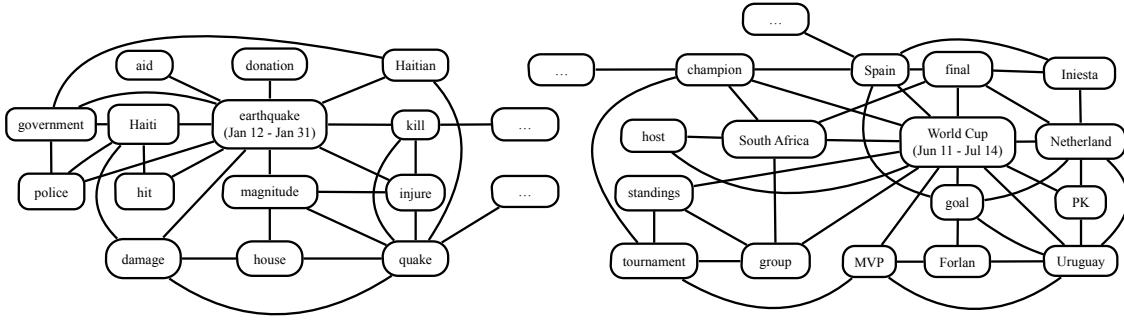 aid
donation
Haitian
government
Haiti
earthquake
(Jan 12 - Jan 31)
kill
...
police
hit
magnitude
injure
...
damage
house
quake
...
...
champion
Spain
final
Iniesta
host
South Africa
World Cup
(Jun 11 - Jul 14)
Netherland
standings
goal
PK
tournament
group
MVP
Forlan
Uruguay